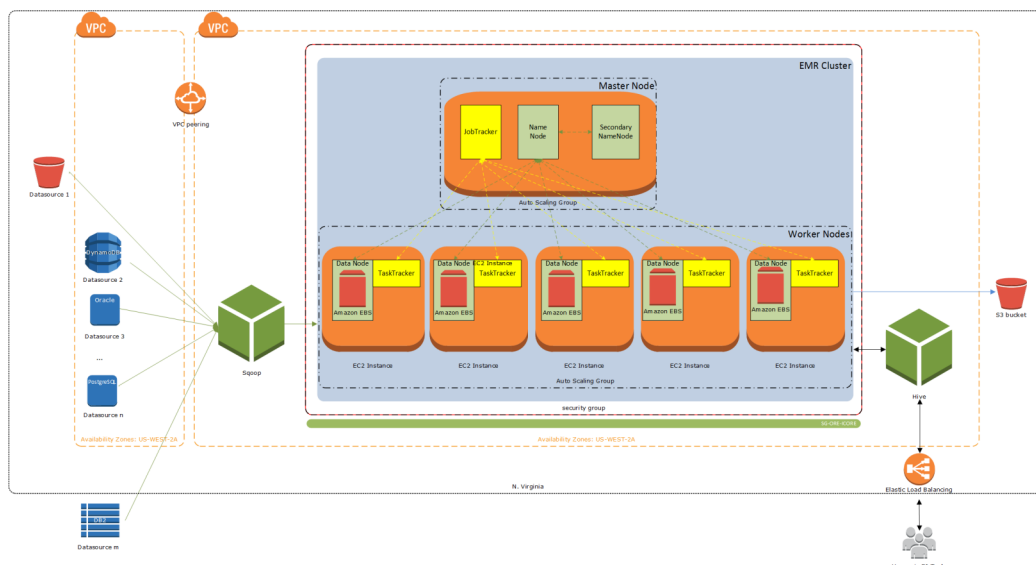 VPC
VPC
EMR Cluster
Master Node
JobTracker
Name
Node
Secondary
NameNode
VPC peering
Auto Scaling Group
Datasource 1
Worker Nodes
DynamoDB
Datasource 2
Data Node
TaskTracker
Amazon EBS
Data Node
EC2 Instance
TaskTracker
Amazon EBS
Data Node
TaskTracker
Amazon EBS
Data Node
TaskTracker
Amazon EBS
Data Node
TaskTracker
Amazon EBS
S3 bucket
Oracle
Datasource 3
...
Sqoop
EC2 Instance
EC2 Instance
EC2 Instance
EC2 Instance
EC2 Instance
Auto Scaling Group
PostgreSQL
Datasource n
Hive
security group
Availability Zones: US-WEST-2A
Availability Zones: US-WEST-2A
N. Virginia
Elastic Load Balancing
DB2
Datasource m